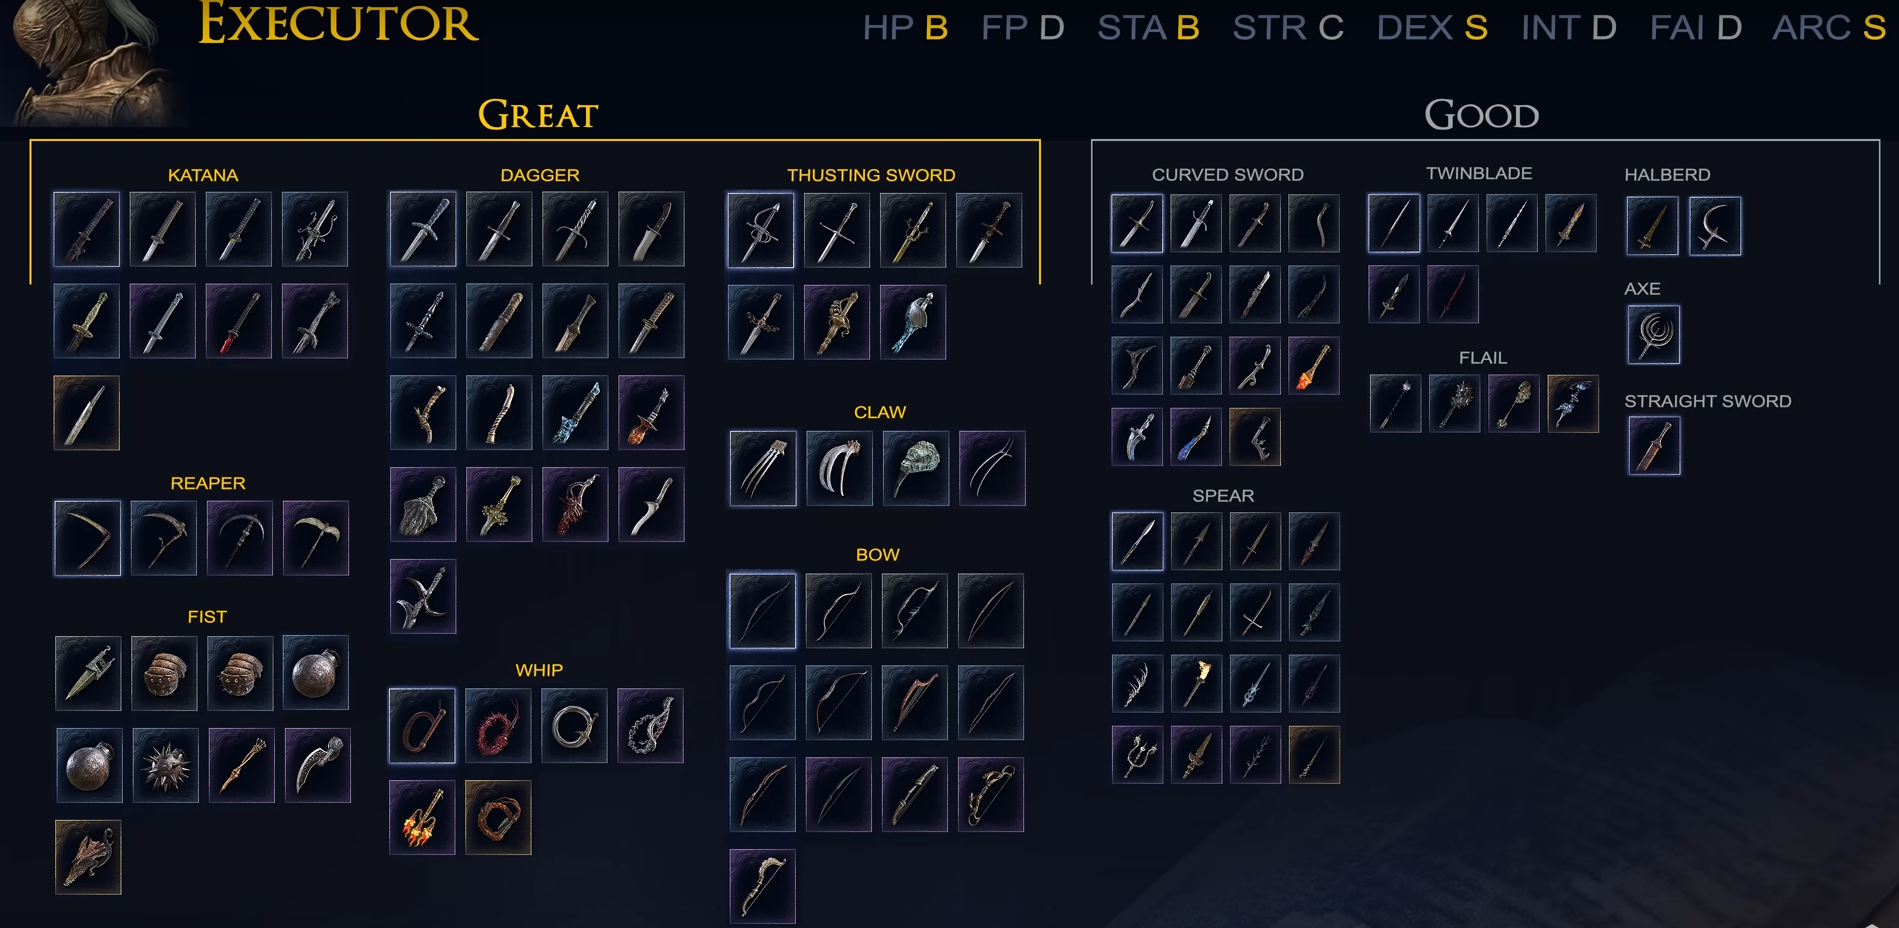 EXECUTOR
HP B FP D STA B STR C DEX S INT D FAI D ARC S
GREAT
GOOD
KATANA
DAGGER
THUSTING SWORD
CURVED SWORD
TWINBLADE
HALBERD
AXE
FLAIL
STRAIGHT SWORD
CLAW
REAPER
SPEAR
BOW
FIST
WHIP